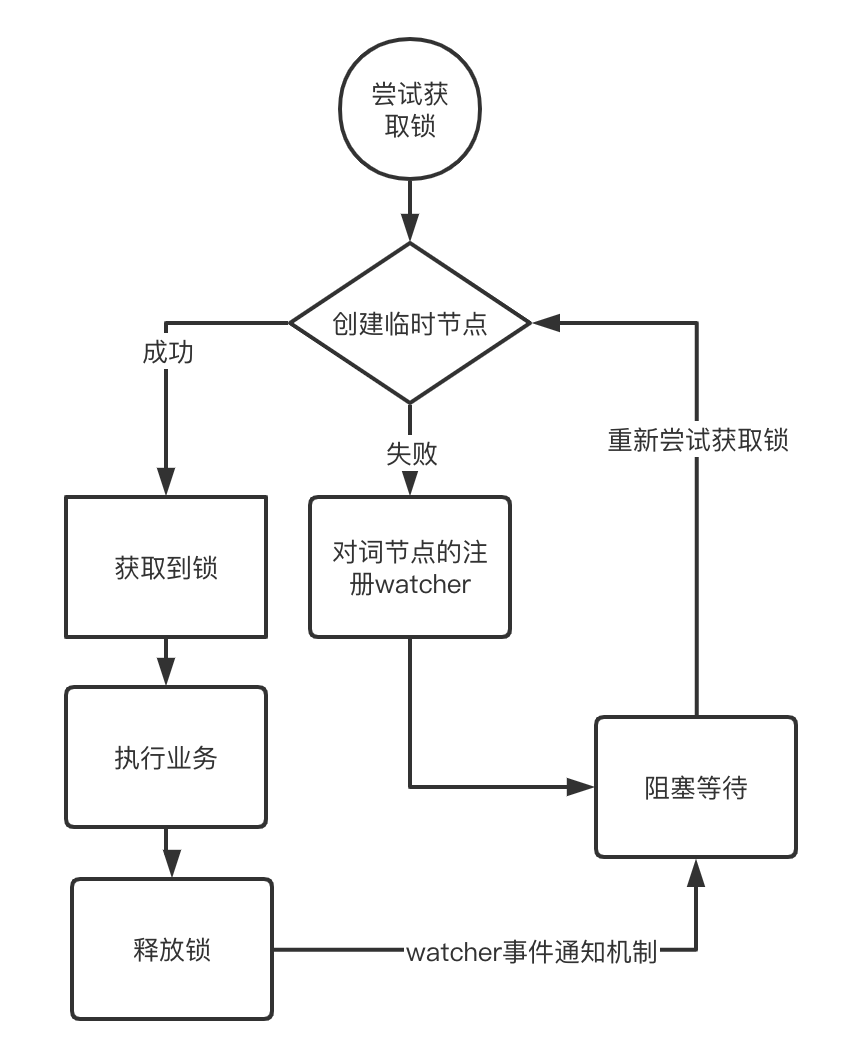 尝试获
取锁
创建临时节点
成功
失败
重新尝试获取锁
获取到锁
对词节点的注
册watcher
执行业务
阻塞等待
释放锁
watcher事件通知机制